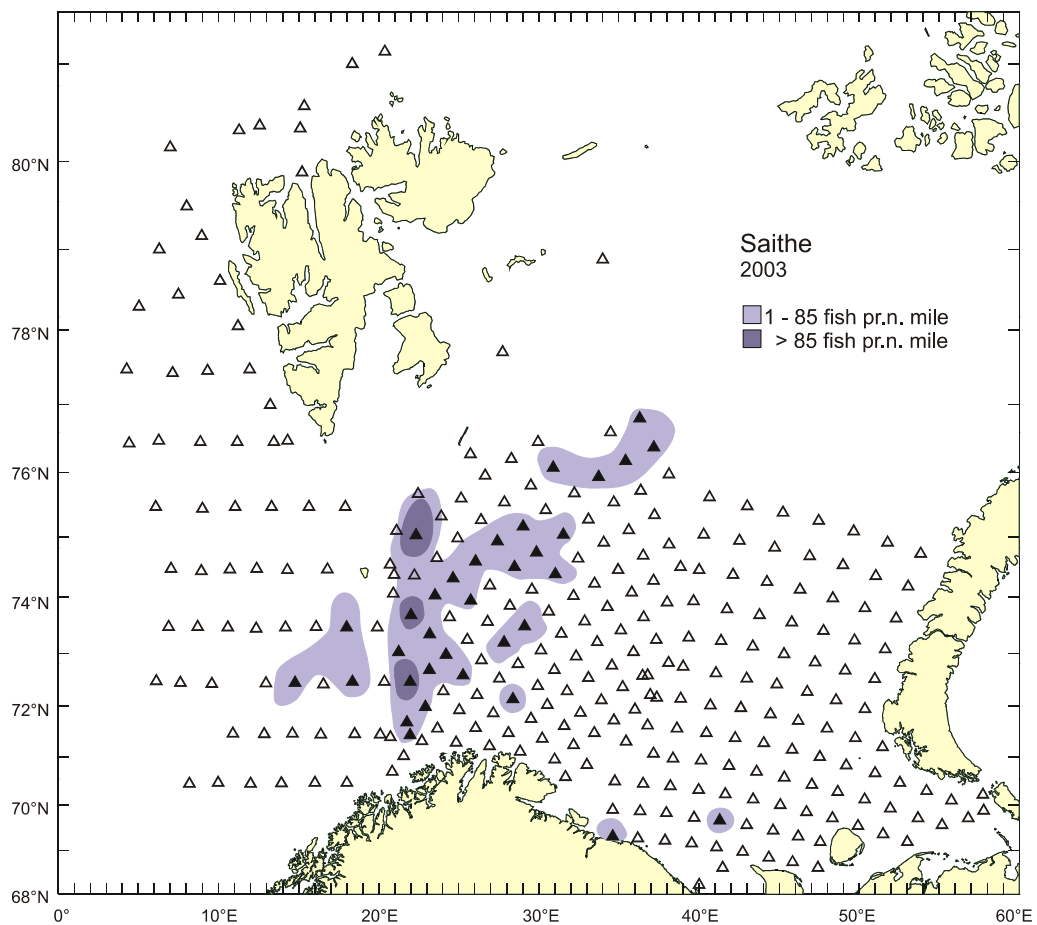 80°N
Saithe
2003
1 - 85 fish pr.n. mile
> 85 fish pr.n. mile
78°N
76°N
74°N
72°N
70°N
68°N
0°
10°E
20°E
30°E
40°E
50°E
60°E